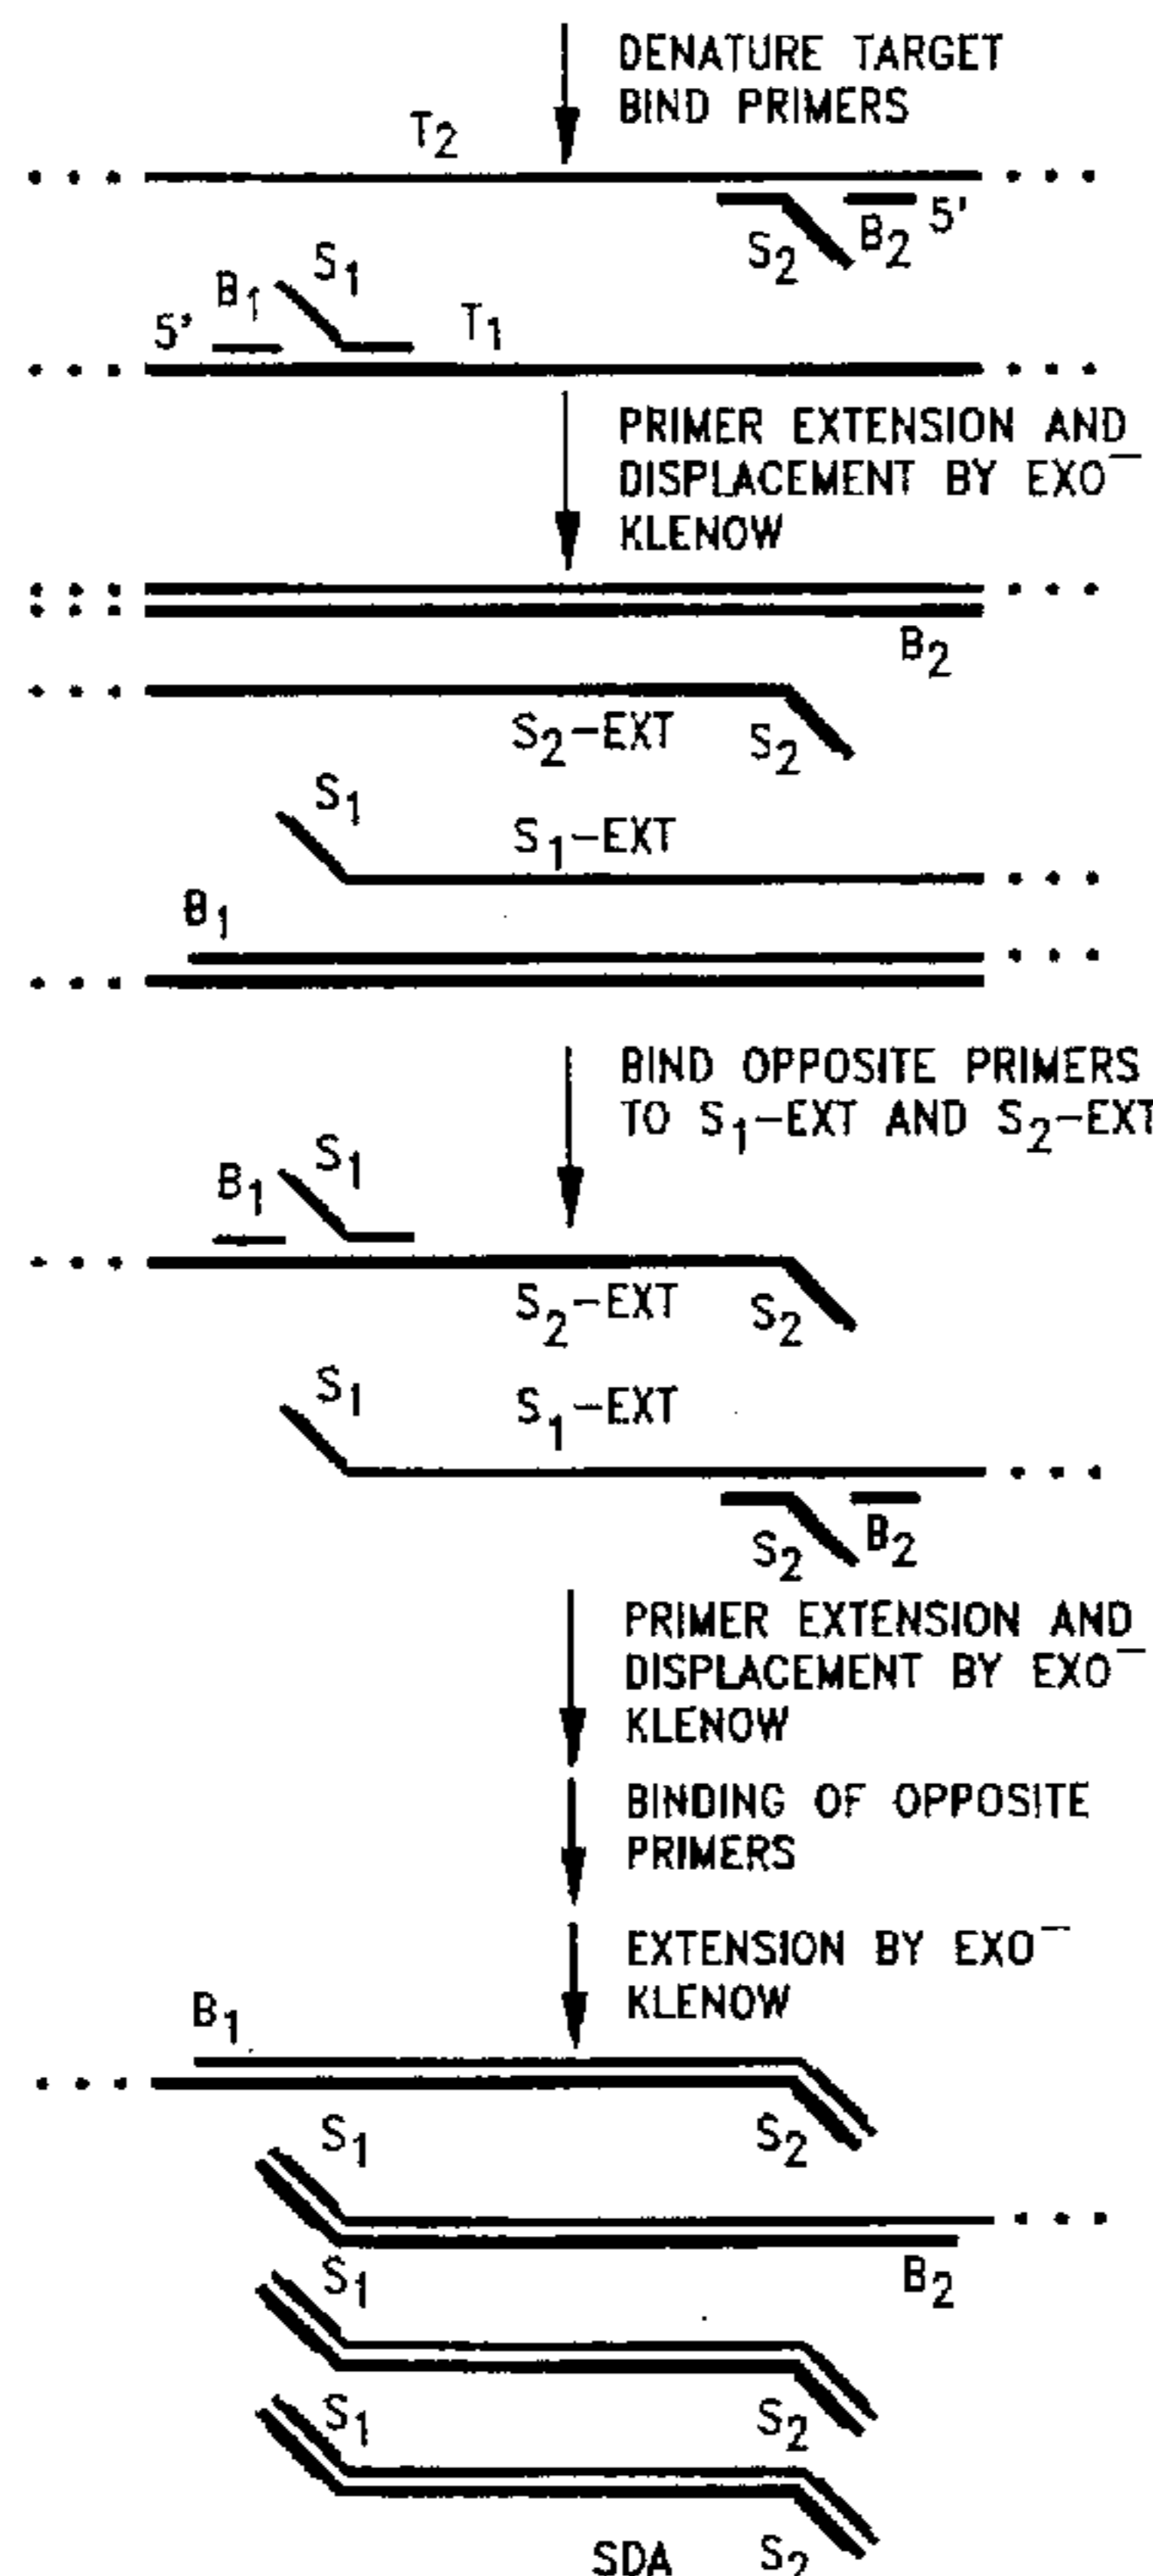 DENATURE TARGET
BIND PRIMERS
T2
S2 B2 5'
5' B1 S1 T1
PRIMER EXTENSION AND
DISPLACEMENT BY EXO⁻
KLENOW
B2
S2-EXT S2
S1 S1-EXT
B1
BIND OPPOSITE PRIMERS
TO S1-EXT AND S2-EXT
B1 S1
S2-EXT S2
S1 S1-EXT
S2 B2
PRIMER EXTENSION AND
DISPLACEMENT BY EXO⁻
KLENOW
BINDING OF OPPOSITE
PRIMERS
EXTENSION BY EXO⁻
KLENOW
B1
S1 S2
S1 B2
S1 S2
SDA S2